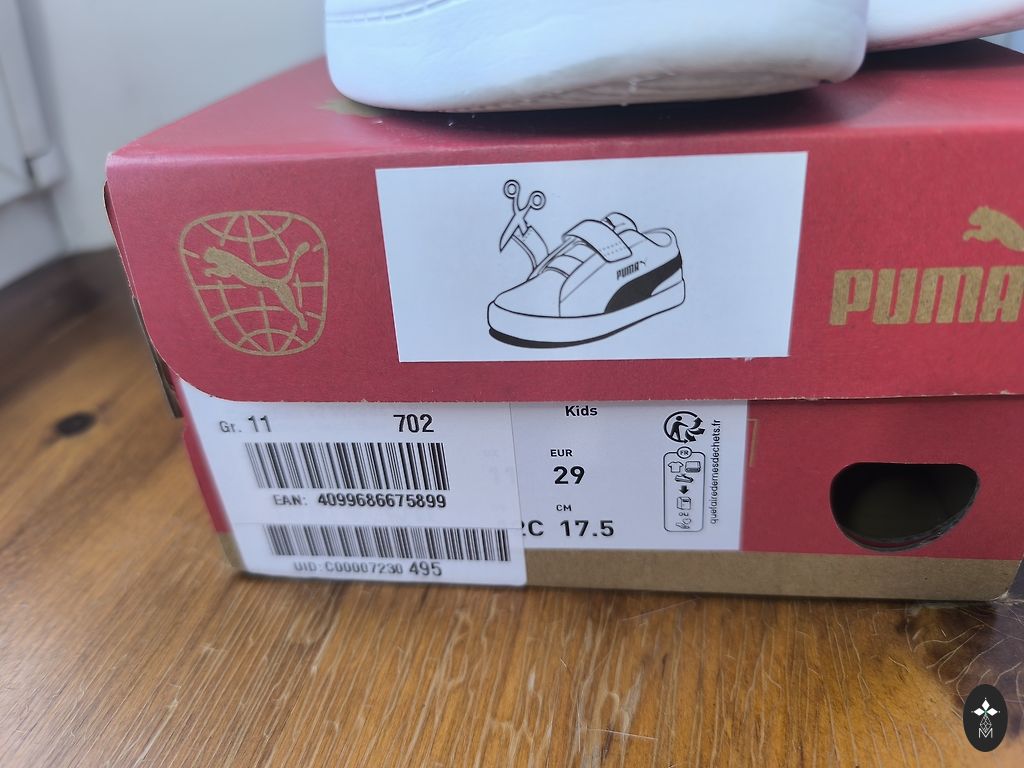 PUMA
PUMA
Gr. 11 702
EAN: 4099686675899
UID: C00007230 495
Kids
EUR
29
CM
2C 17.5
FR
quefairedemesdechets.fr
M